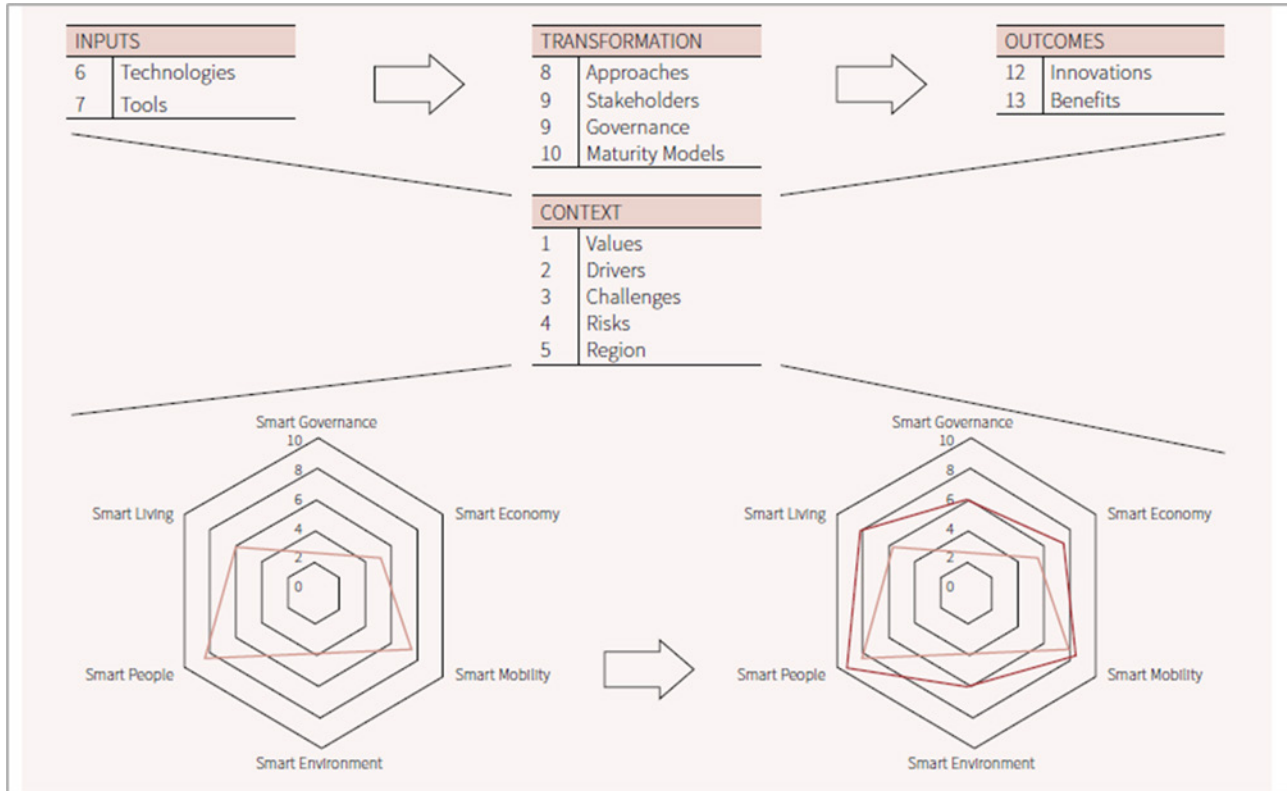 INPUTS
6 Technologies
7 Tools
TRANSFORMATION
8 Approaches
9 Stakeholders
9 Governance
10 Maturity Models
OUTCOMES
12 Innovations
13 Benefits
CONTEXT
1 Values
2 Drivers
3 Challenges
4 Risks
5 Region
Smart Governance
10
8
6
4
2
0
Smart Living
Smart Economy
Smart People
Smart Mobility
Smart Environment
Smart Governance
10
8
6
4
2
0
Smart Living
Smart Economy
Smart People
Smart Mobility
Smart Environment